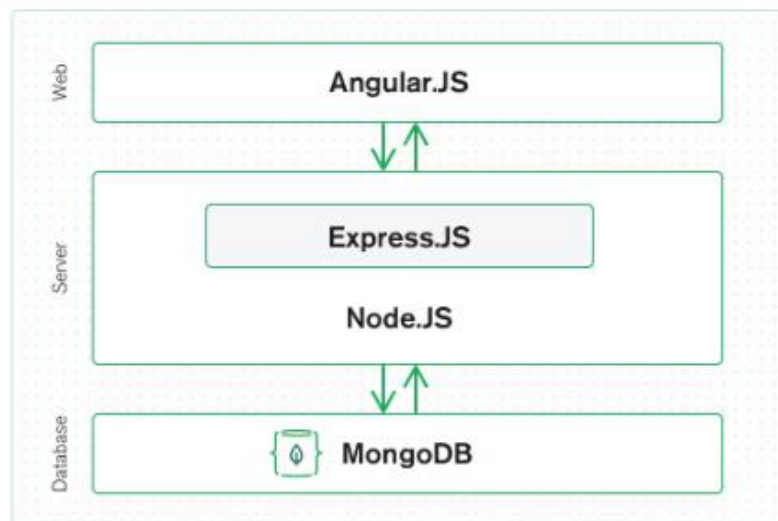 Web
Angular.JS
Server
Express.JS
Node.JS
Database
MongoDB